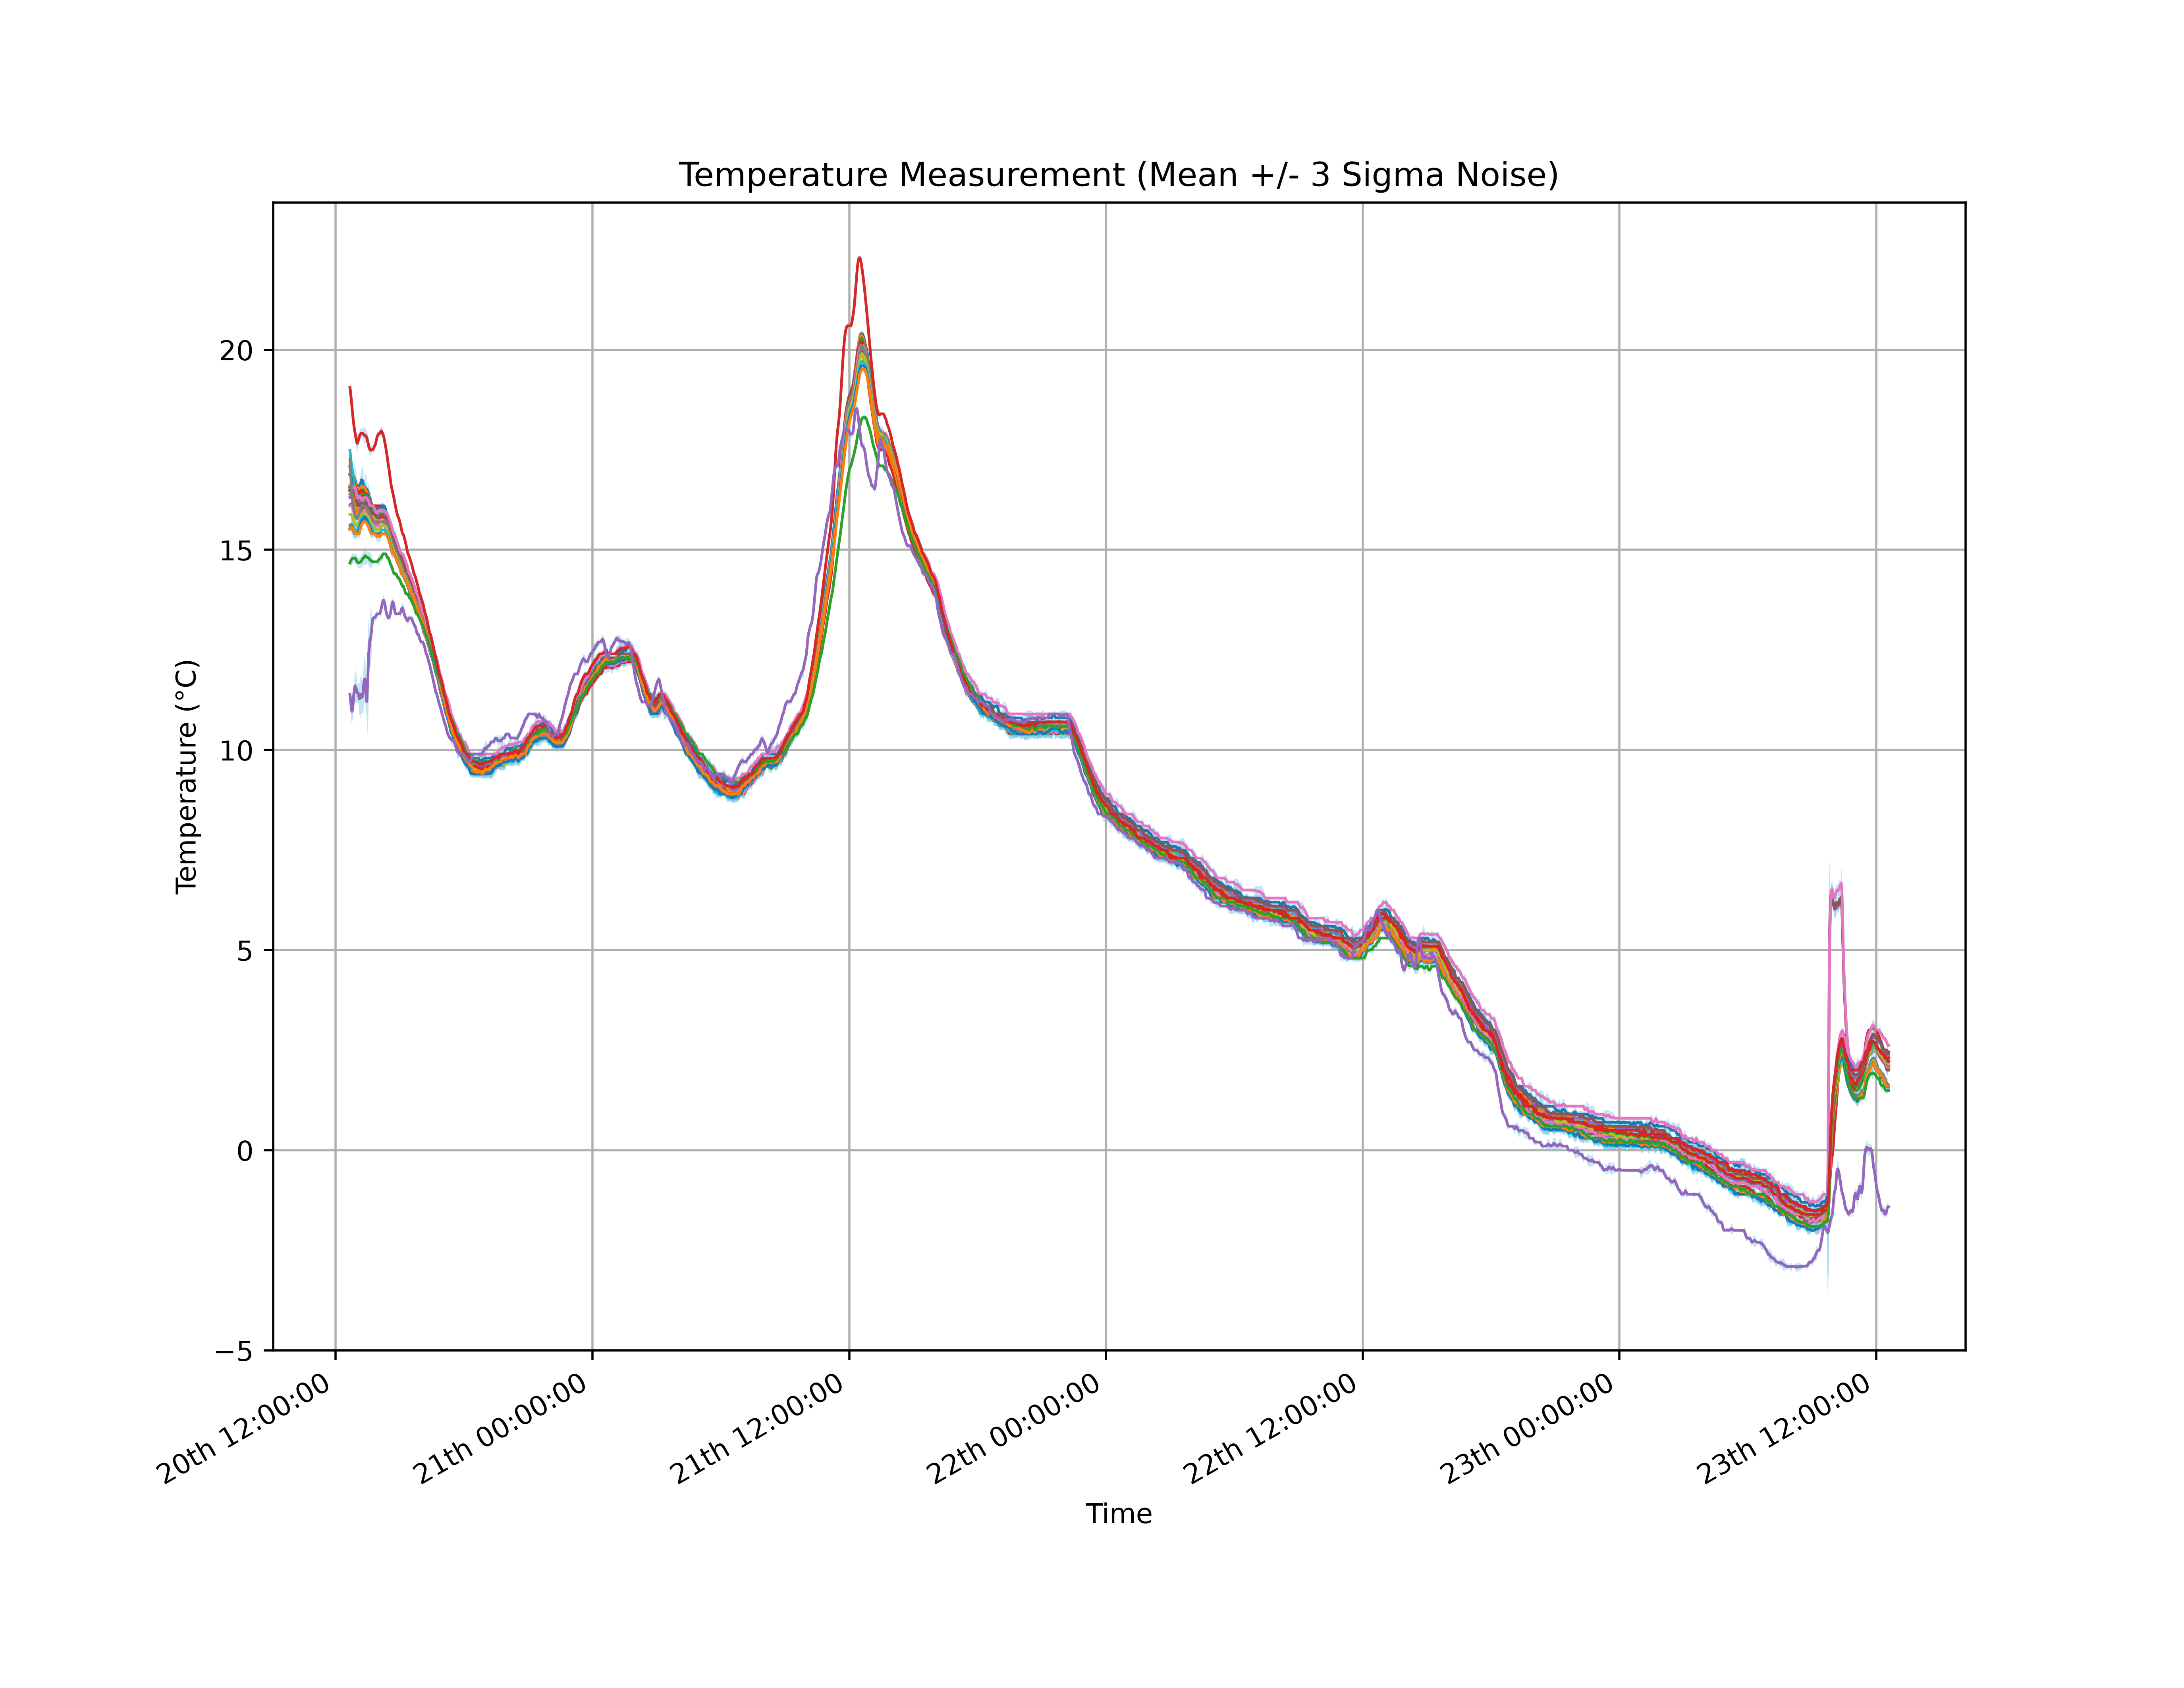 Temperature Measurement (Mean +/- 3 Sigma Noise)
Temperature (°C)
20
15
10
5
0
−5
20th 12:00:00
21th 00:00:00
21th 12:00:00
22th 00:00:00
22th 12:00:00
23th 00:00:00
23th 12:00:00
Time